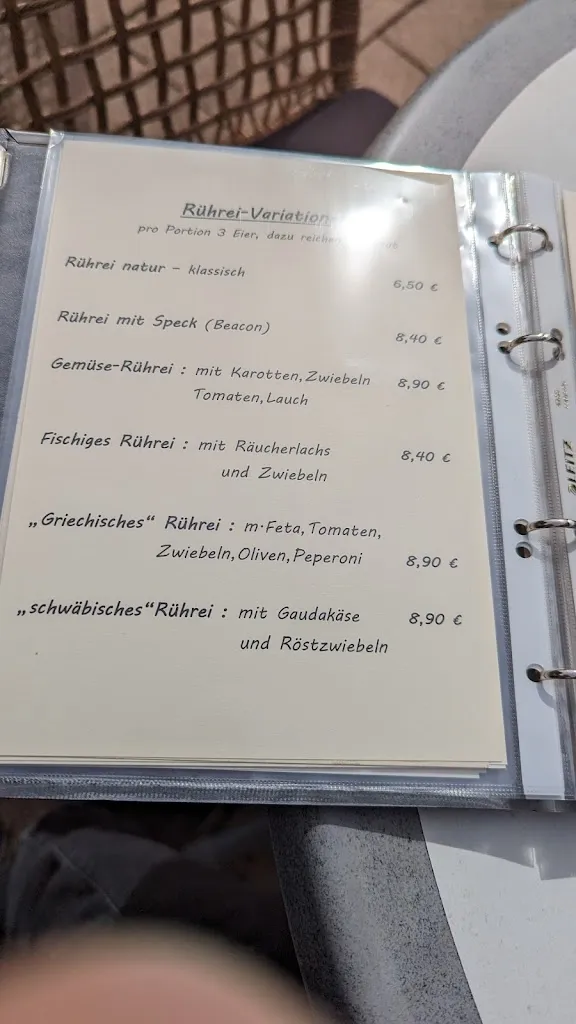 Rührei-Variation
pro Portion 3 Eier, dazu reichen
Rührei natur – klassisch 6,50 €
Rührei mit Speck (Beacon) 8,40 €
Gemüse-Rührei : mit Karotten, Zwiebeln 8,90 €
Tomaten, Lauch
Fischiges Rührei : mit Räucherlachs 8,40 €
und Zwiebeln
„Griechisches“ Rührei : m·Feta, Tomaten,
Zwiebeln, Oliven, Peperoni 8,90 €
„schwäbisches“Rührei : mit Gaudakäse 8,90 €
und Röstzwiebeln
LEITZ